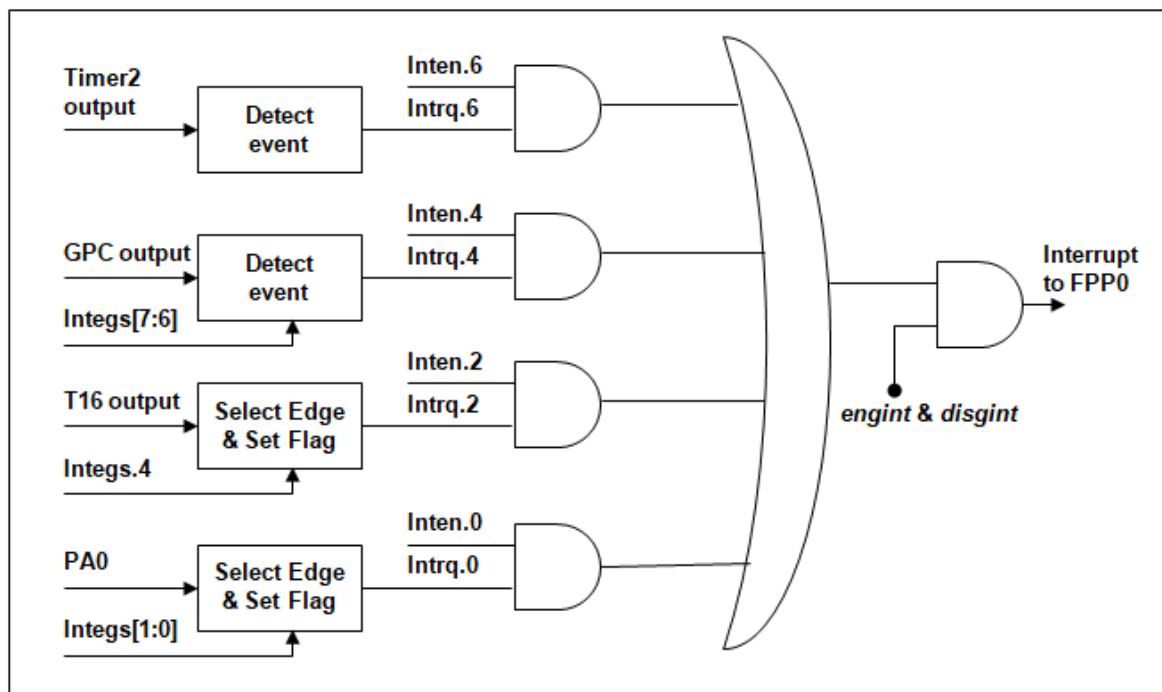 Timer2
output
Detect
event
Inten.6
Intrq.6
GPC output
Integs[7:6]
Detect
event
Inten.4
Intrq.4
T16 output
Integs.4
Select Edge
& Set Flag
Inten.2
Intrq.2
PA0
Integs[1:0]
Select Edge
& Set Flag
Inten.0
Intrq.0
engint & disgint
Interrupt
to FPP0